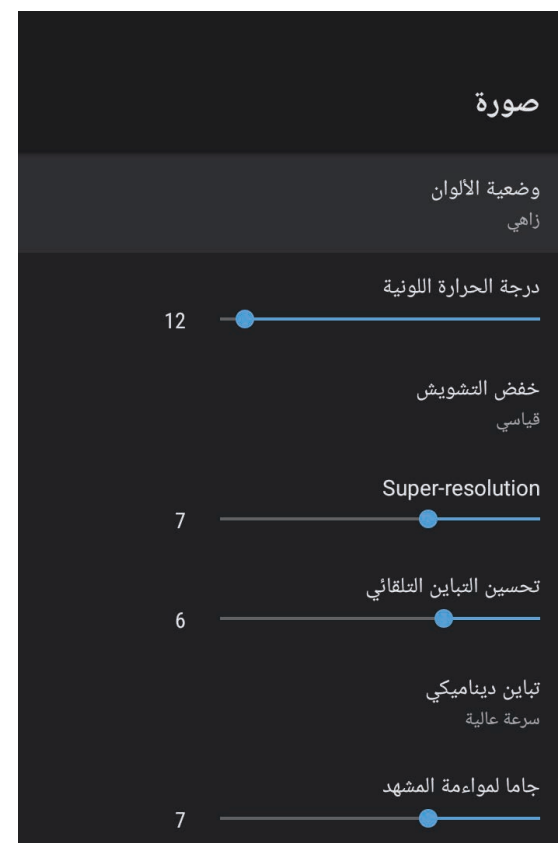 صورة
وضعية الألوان
زاهي
درجة الحرارة اللونية
12
خفض التشويش
قياسي
Super-resolution
7
تحسين التباين التلقائي
6
تباين ديناميكي
سرعة عالية
جاما لمواءمة المشهد
7